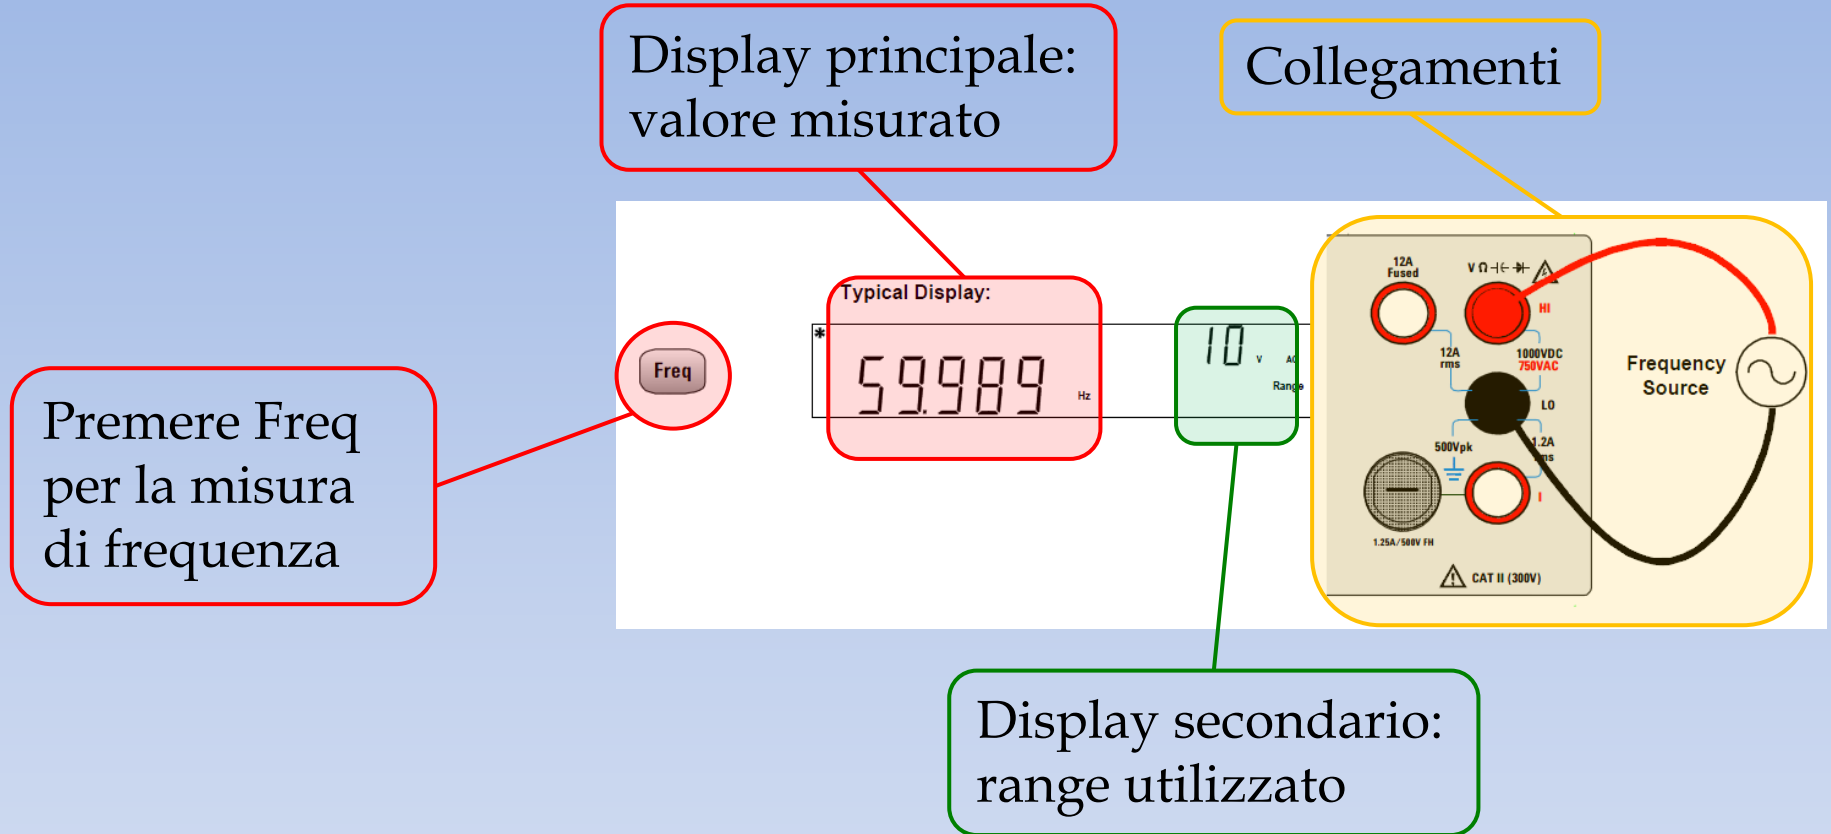 Display principale:
valore misurato
Collegamenti
Premere Freq
per la misura
di frequenza
Freq
Typical Display:
*
59.989 Hz
10 V AC
Range
12A
Fused
V Ω
HI
12A
rms
1000VDC
750VAC
LO
500Vpk
1.2A
rms
I
1.25A/500V FH
CAT II (300V)
Frequency
Source
Display secondario:
range utilizzato